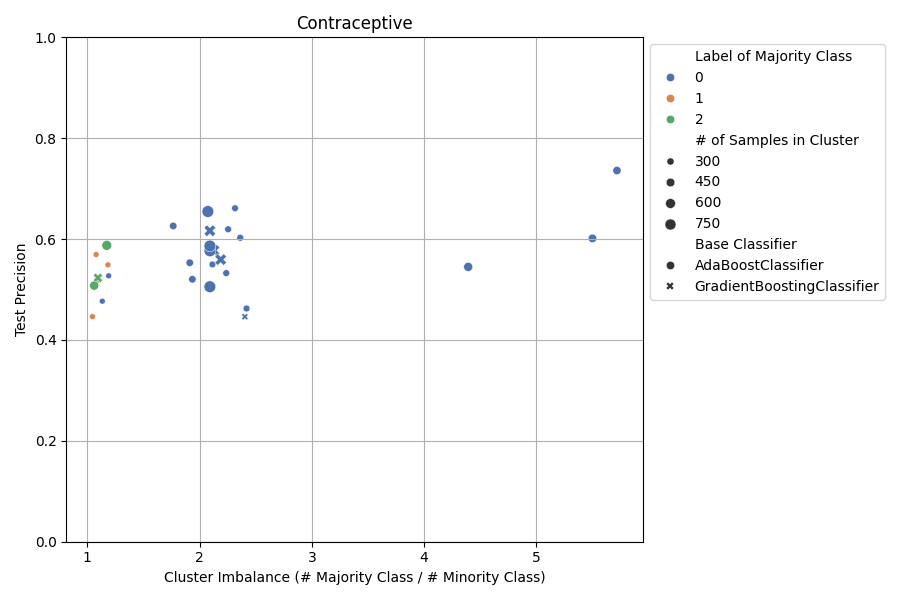 Contraceptive
1.0
0.8
0.6
0.4
0.2
0.0
Test Precision
1 2 3 4 5
Cluster Imbalance (# Majority Class / # Minority Class)
Label of Majority Class
0
1
2
# of Samples in Cluster
300
450
600
750
Base Classifier
AdaBoostClassifier
GradientBoostingClassifier